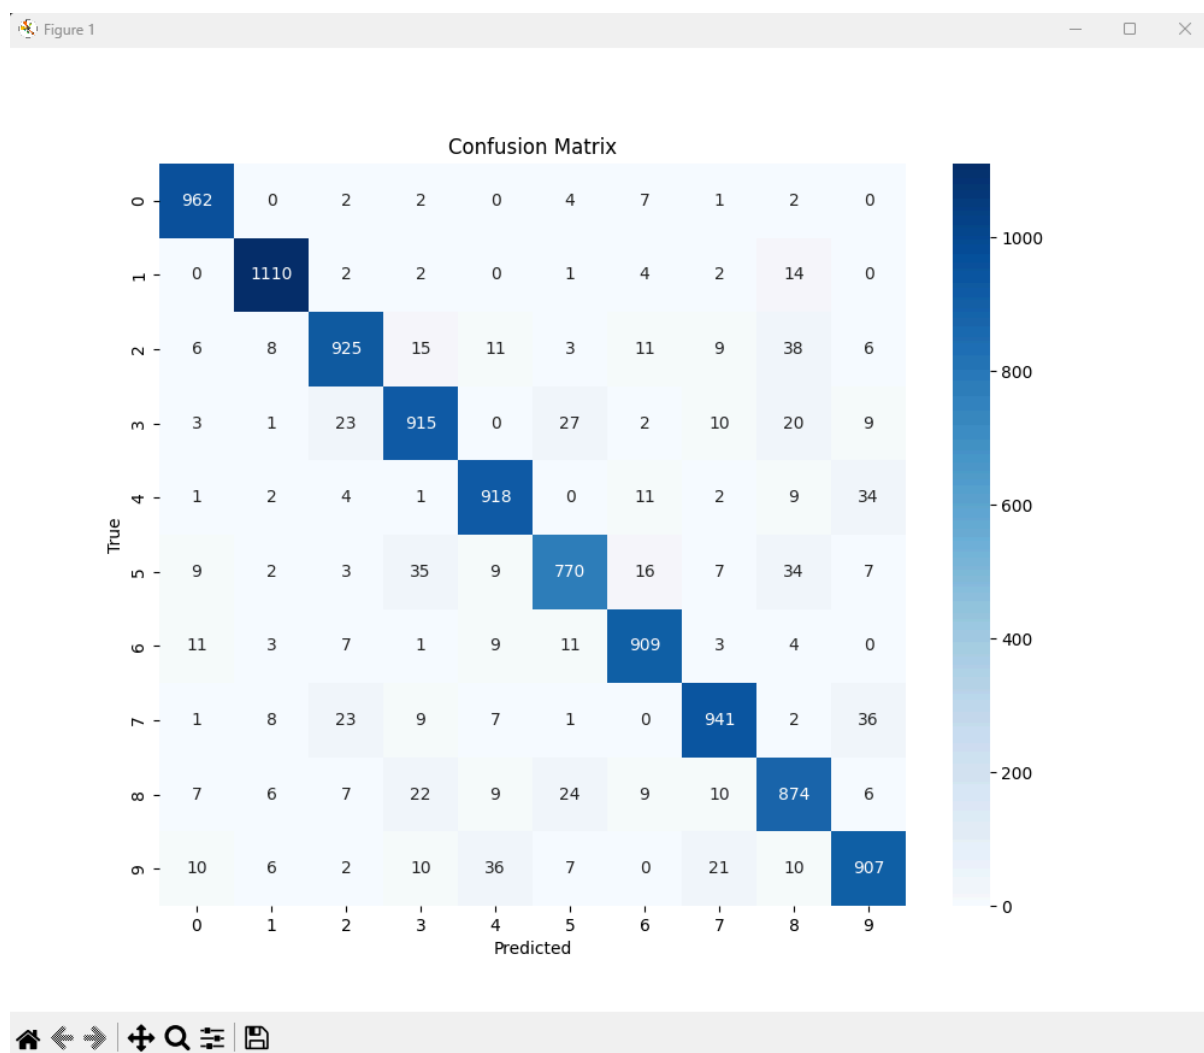 Figure 1
Confusion Matrix
0 962 0 2 2 0 4 7 1 2 0
1 0 1110 2 2 0 1 4 2 14 0
2 6 8 925 15 11 3 11 9 38 6
3 3 1 23 915 0 27 2 10 20 9
4 1 2 4 1 918 0 11 2 9 34
5 9 2 3 35 9 770 16 7 34 7
6 11 3 7 1 9 11 909 3 4 0
7 1 8 23 9 7 1 0 941 2 36
8 7 6 7 22 9 24 9 10 874 6
9 10 6 2 10 36 7 0 21 10 907
0 1 2 3 4 5 6 7 8 9
Predicted
True
1000
800
600
400
200
0